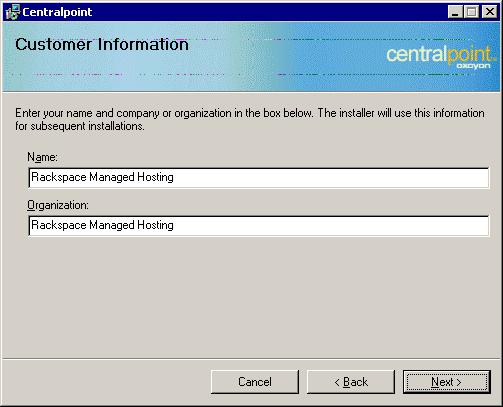 Centralpoint
Customer Information
centralpoint
oxcyon
Enter your name and company or organization in the box below. The installer will use this information
for subsequent installations.
Name:
Rackspace Managed Hosting
Organization:
Rackspace Managed Hosting
Cancel
< Back
Next >